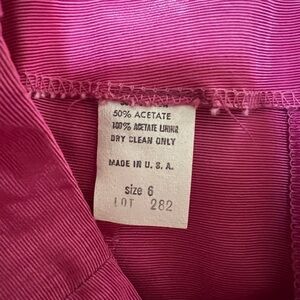 50% ACETATE
100% ACETATE LINING
DRY CLEAN ONLY
MADE IN U. S. A.
size 6
LOT 282